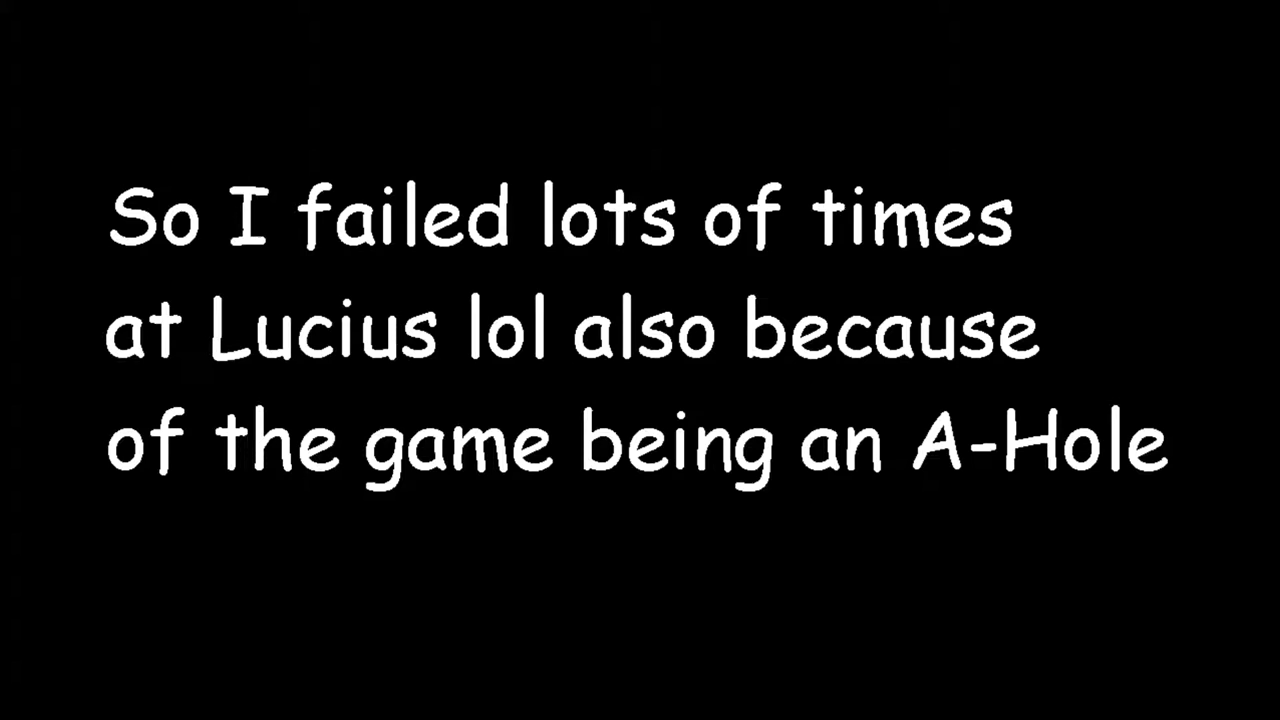 So I failed lots of times
at Lucius lol also because
of the game being an A-Hole